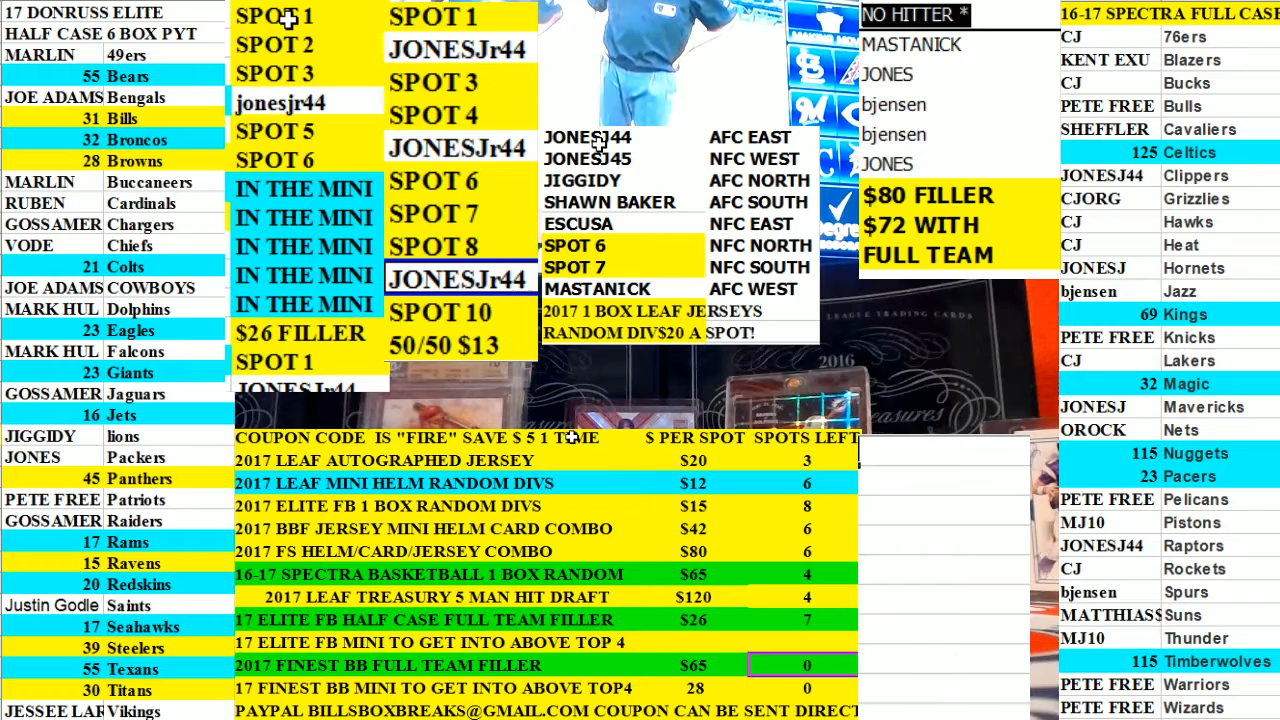 17 DONRUSS ELITE
HALF CASE 6 BOX PYT
MARLIN 49ers
55 Bears
JOE ADAMS Bengals
31 Bills
32 Broncos
28 Browns
MARLIN Buccaneers
RUBEN Cardinals
GOSSAMER Chargers
VODE Chiefs
21 Colts
JOE ADAMS COWBOYS
MARK HUL Dolphins
23 Eagles
MARK HUL Falcons
23 Giants
GOSSAMER Jaguars
16 Jets
JIGGIDY lions
JONES Packers
45 Panthers
PETE FREE Patriots
GOSSAMER Raiders
17 Rams
15 Ravens
20 Redskins
Justin Godle Saints
17 Seahawks
39 Steelers
55 Texans
30 Titans
JESSEE LAR Vikings
SPOT 1
SPOT 2
SPOT 3
jonesjr44
SPOT 5
SPOT 6
IN THE MINI
IN THE MINI
IN THE MINI
IN THE MINI
IN THE MINI
$26 FILLER
SPOT 1
JONESJr44
SPOT 1
JONESJr44
SPOT 3
SPOT 4
JONESJr44
SPOT 6
SPOT 7
SPOT 8
JONESJr44
SPOT 10
50/50 $13
MAKING MOV
JONESJ44 AFC EAST
JONESJ45 NFC WEST
JIGGIDY AFC NORTH
SHAWN BAKER AFC SOUTH
ESCUSA NFC EAST
SPOT 6 NFC NORTH
SPOT 7 NFC SOUTH
MASTANICK AFC WEST
2017 1 BOX LEAF JERSEYS
RANDOM DIV$20 A SPOT!
LEAGUE TRADING CARDS
2016
NO HITTER *
MASTANICK
JONES
bjensen
bjensen
JONES
$80 FILLER
$72 WITH
FULL TEAM
COUPON CODE IS "FIRE" SAVE $ 5 1 TIME $ PER SPOT SPOTS LEFT
2017 LEAF AUTOGRAPHED JERSEY $20 3
2017 LEAF MINI HELM RANDOM DIVS $12 6
2017 ELITE FB 1 BOX RANDOM DIVS $15 8
2017 BBF JERSEY MINI HELM CARD COMBO $42 6
2017 FS HELM/CARD/JERSEY COMBO $80 6
16-17 SPECTRA BASKETBALL 1 BOX RANDOM $65 4
2017 LEAF TREASURY 5 MAN HIT DRAFT $120 4
17 ELITE FB HALF CASE FULL TEAM FILLER $26 7
17 ELITE FB MINI TO GET INTO ABOVE TOP 4
2017 FINEST BB FULL TEAM FILLER $65 0
17 FINEST BB MINI TO GET INTO ABOVE TOP4 28 0
PAYPAL BILLSBOXBREAKS@GMAIL.COM COUPON CAN BE SENT DIRECT
16-17 SPECTRA FULL CASE
CJ 76ers
KENT EXU Blazers
CJ Bucks
PETE FREE Bulls
SHEFFLER Cavaliers
125 Celtics
JONESJ44 Clippers
CJORG Grizzlies
CJ Hawks
CJ Heat
JONESJ Hornets
bjensen Jazz
69 Kings
PETE FREE Knicks
CJ Lakers
32 Magic
JONESJ Mavericks
OROCK Nets
115 Nuggets
23 Pacers
PETE FREE Pelicans
MJ10 Pistons
JONESJ44 Raptors
CJ Rockets
bjensen Spurs
MATTHIAS$ Suns
MJ10 Thunder
115 Timberwolves
PETE FREE Warriors
PETE FREE Wizards